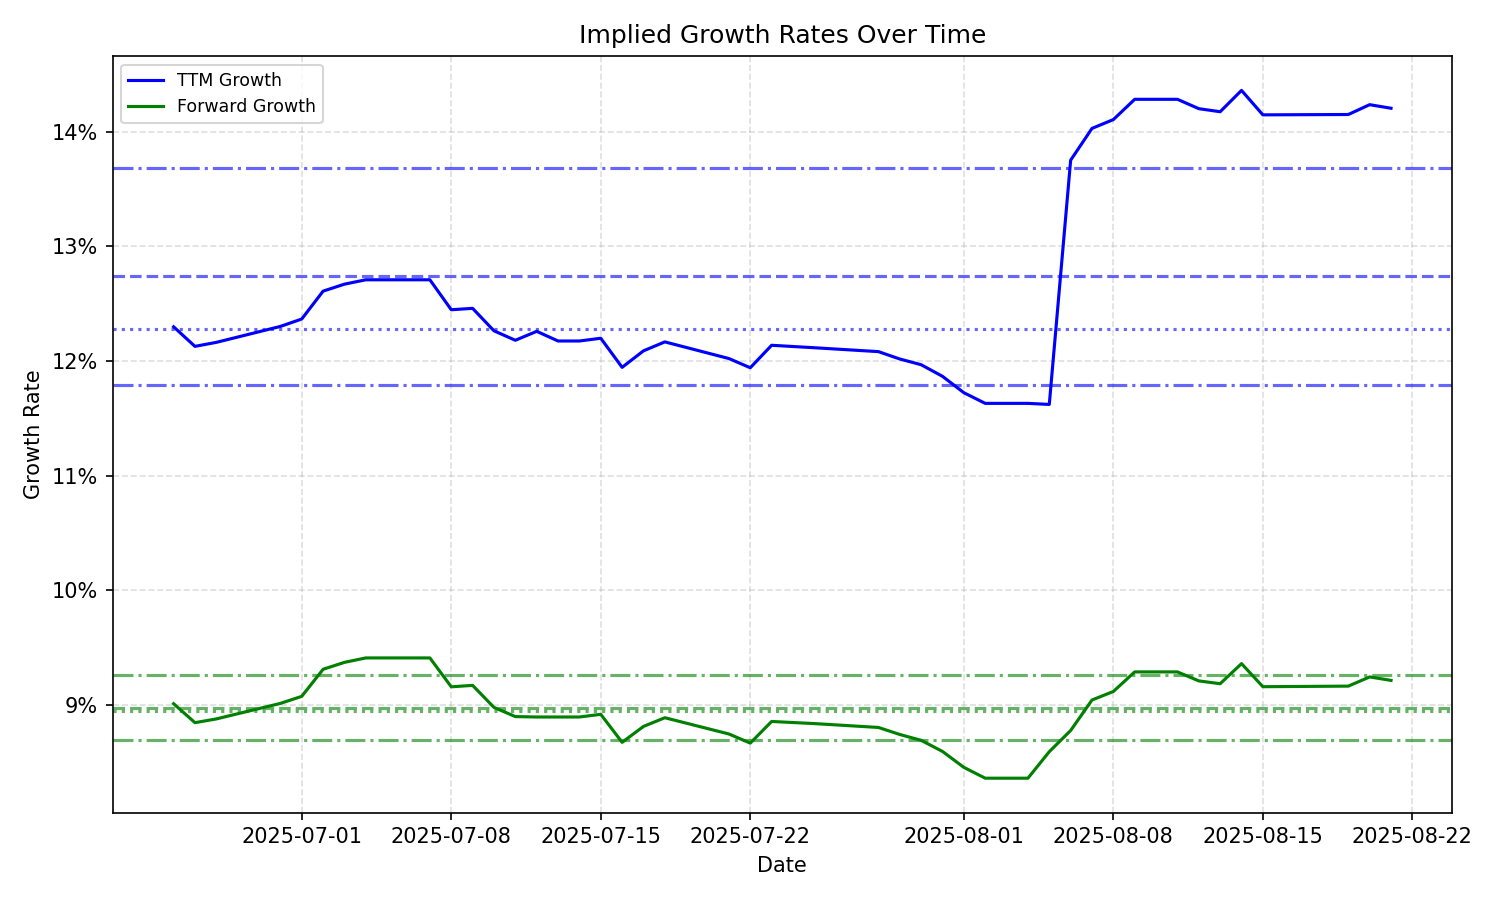 Implied Growth Rates Over Time
TTM Growth
Forward Growth
14%
13%
12%
11%
10%
9%
Growth Rate
2025-07-01
2025-07-08
2025-07-15
2025-07-22
2025-08-01
2025-08-08
2025-08-15
2025-08-22
Date